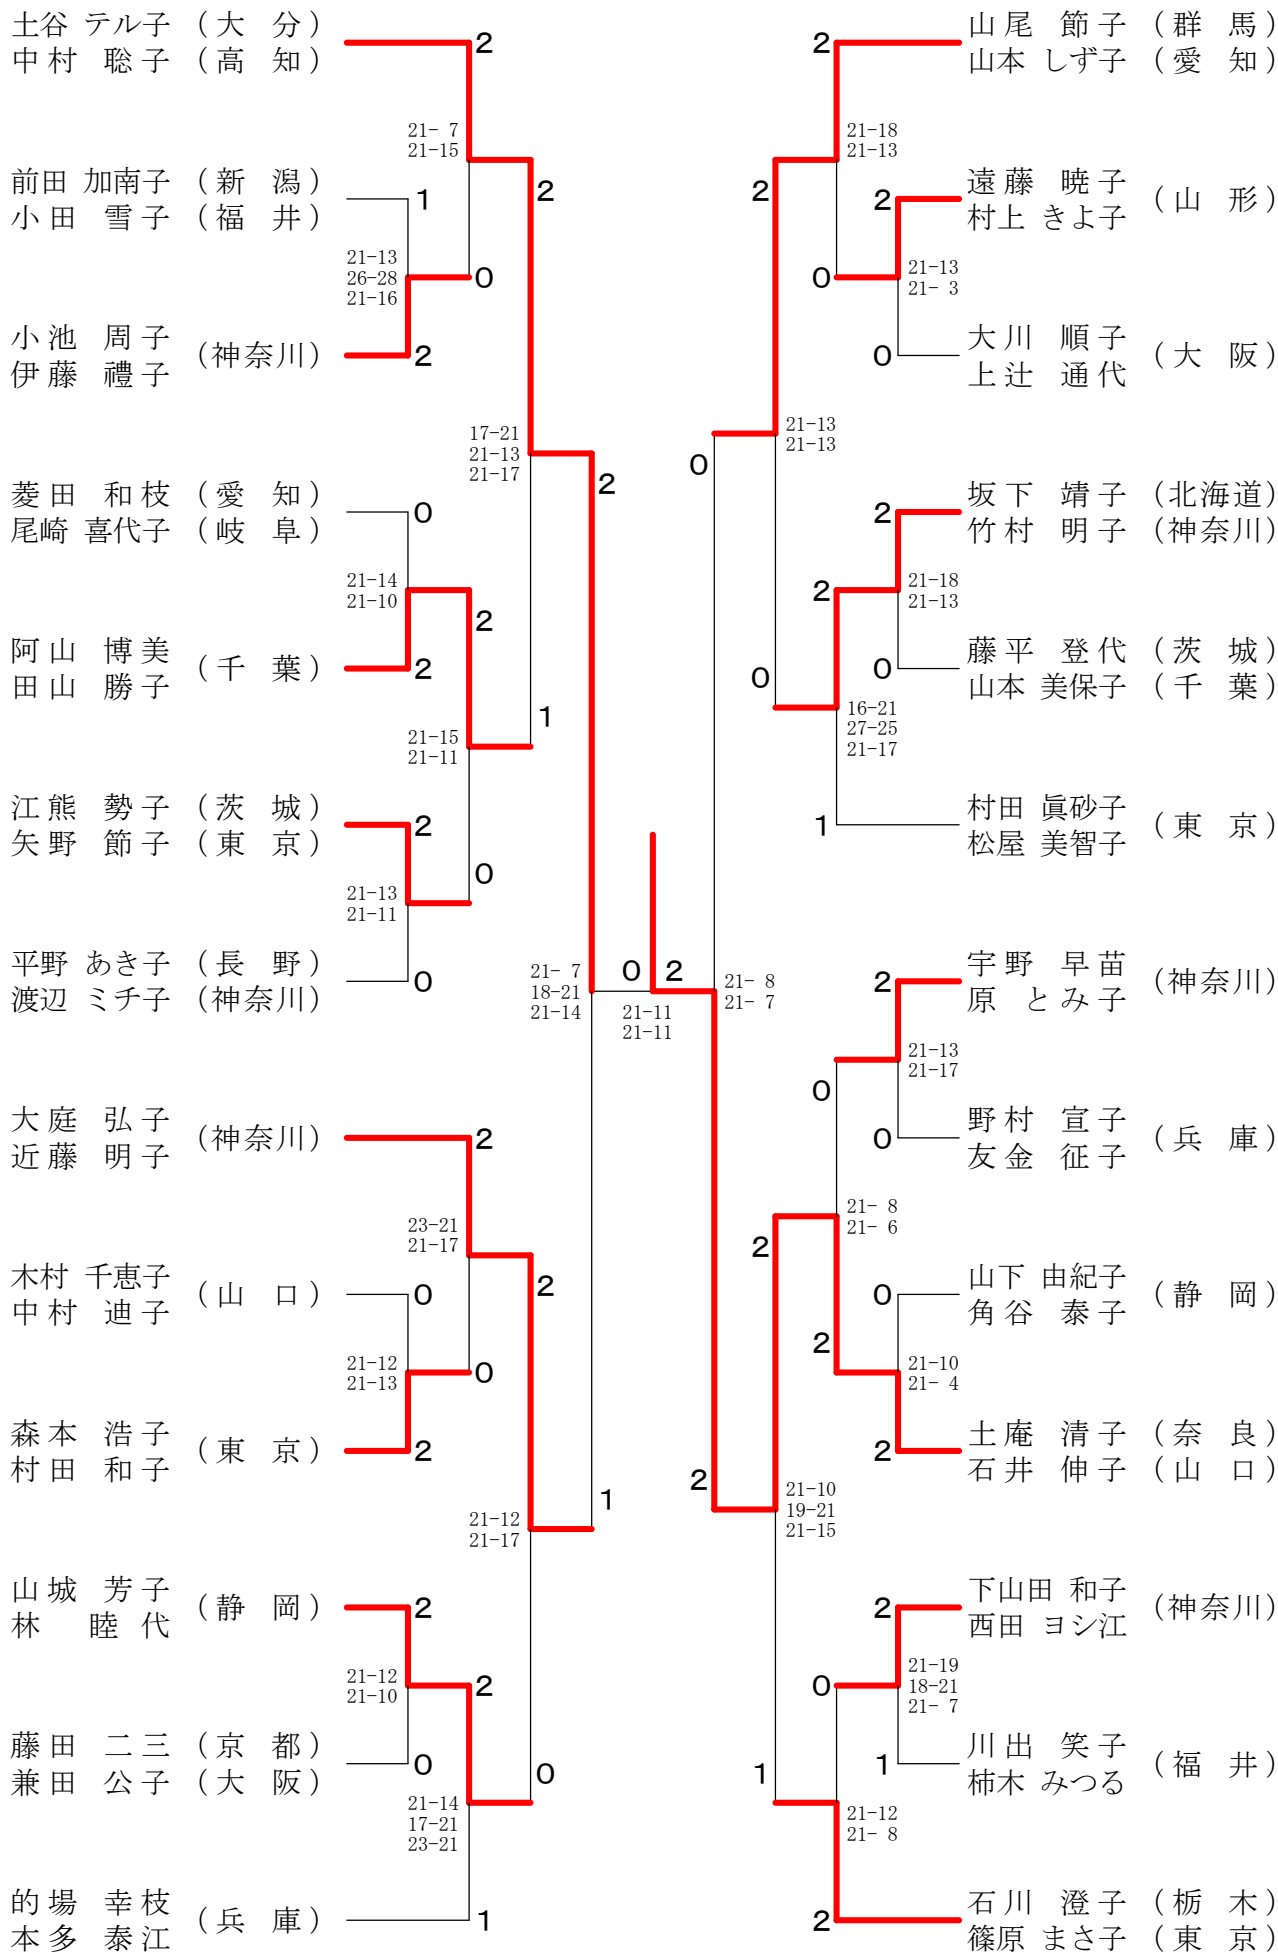 土谷 テル子 (大 分) 2
中村 聡子 (高 知)
21- 7
21-15
2
前田 加南子 (新 潟) 1
小田 雪子 (福 井)
21-13
26-28
21-16
0
小池 周子 (神奈川) 2
伊藤 禮子
17-21
21-13
21-17
2
菱田 和枝 (愛 知) 0
尾崎 喜代子 (岐 阜)
21-14
21-10
2
阿山 博美 (千 葉) 2
田山 勝子
21-15
21-11
1
江熊 勢子 (茨 城) 2
矢野 節子 (東 京)
21-13
21-11
0
平野 あき子 (長 野) 0
渡辺 ミチ子 (神奈川)
21- 7
18-21
21-14
0 2
21-11
21-11
大庭 弘子 (神奈川) 2
近藤 明子
23-21
21-17
2
木村 千恵子 (山 口) 0
中村 迪子
21-12
21-13
0
森本 浩子 (東 京) 2
村田 和子
21-12
21-17
1
山城 芳子 (静 岡) 2
林 睦代
21-12
21-10
2
藤田 二三 (京 都) 0
兼田 公子 (大 阪)
21-14
17-21
23-21
0
的場 幸枝 (兵 庫) 1
本多 泰江
2 山尾 節子 (群 馬)
山本 しず子 (愛 知)
21-18
21-13
2
2 遠藤 暁子 (山 形)
村上 きよ子
0
21-13
21- 3
0 大川 順子 (大 阪)
上辻 通代
21-13
21-13
0
2 坂下 靖子 (北海道)
竹村 明子 (神奈川)
2
21-18
21-13
0 藤平 登代 (茨 城)
山本 美保子 (千 葉)
0
16-21
27-25
21-17
1 村田 眞砂子 (東 京)
松屋 美智子
21- 8
21- 7
2 宇野 早苗 (神奈川)
原 とみ子
0
21-13
21-17
0 野村 宣子 (兵 庫)
友金 征子
2
21- 8
21- 6
0 山下 由紀子 (静 岡)
角谷 泰子
2
21-10
21- 4
2 土庵 清子 (奈 良)
石井 伸子 (山 口)
2
21-10
19-21
21-15
2 下山田 和子 (神奈川)
西田 ヨシ江
0
21-19
18-21
21- 7
1 川出 笑子 (福 井)
柿木 みつる
1
21-12
21- 8
2 石川 澄子 (栃 木)
篠原 まさ子 (東 京)